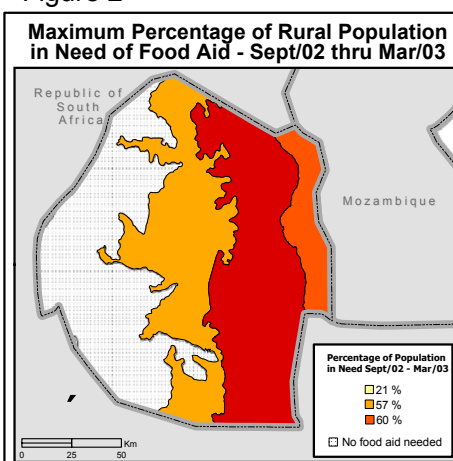 Figure 2
Maximum Percentage of Rural Population
in Need of Food Aid - Sept/02 thru Mar/03
Republic of
South
Africa
Mozambique
Percentage of Population
in Need Sept/02 - Mar/03
21 %
57 %
60 %
No food aid needed
Km
0 25 50